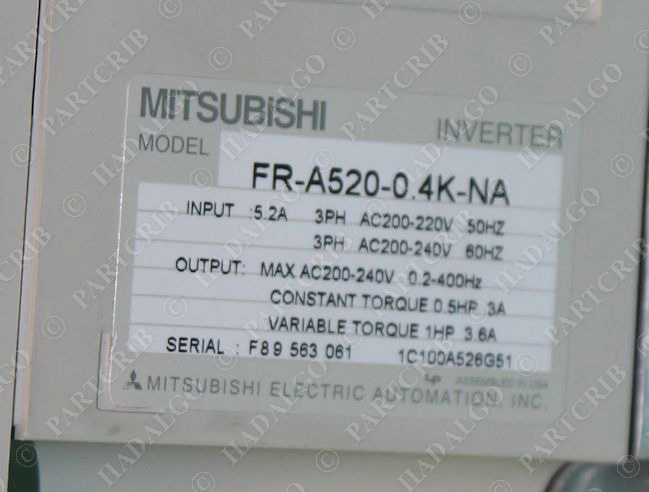 MITSUBISHI
INVERTER
MODEL
FR-A520-0.4K-NA
INPUT :5.2A 3PH AC200-220V 50HZ
3PH AC200-240V 60HZ
OUTPUT: MAX AC200-240V 0.2-400Hz
CONSTANT TORQUE 0.5HP 3A
VARIABLE TORQUE 1HP 3.6A
SERIAL : F89 563 061 1C100A526G51
ASSEMBLED IN USA
MITSUBISHI ELECTRIC AUTOMATION, INC.
© PARTCRIB
© HADALGO